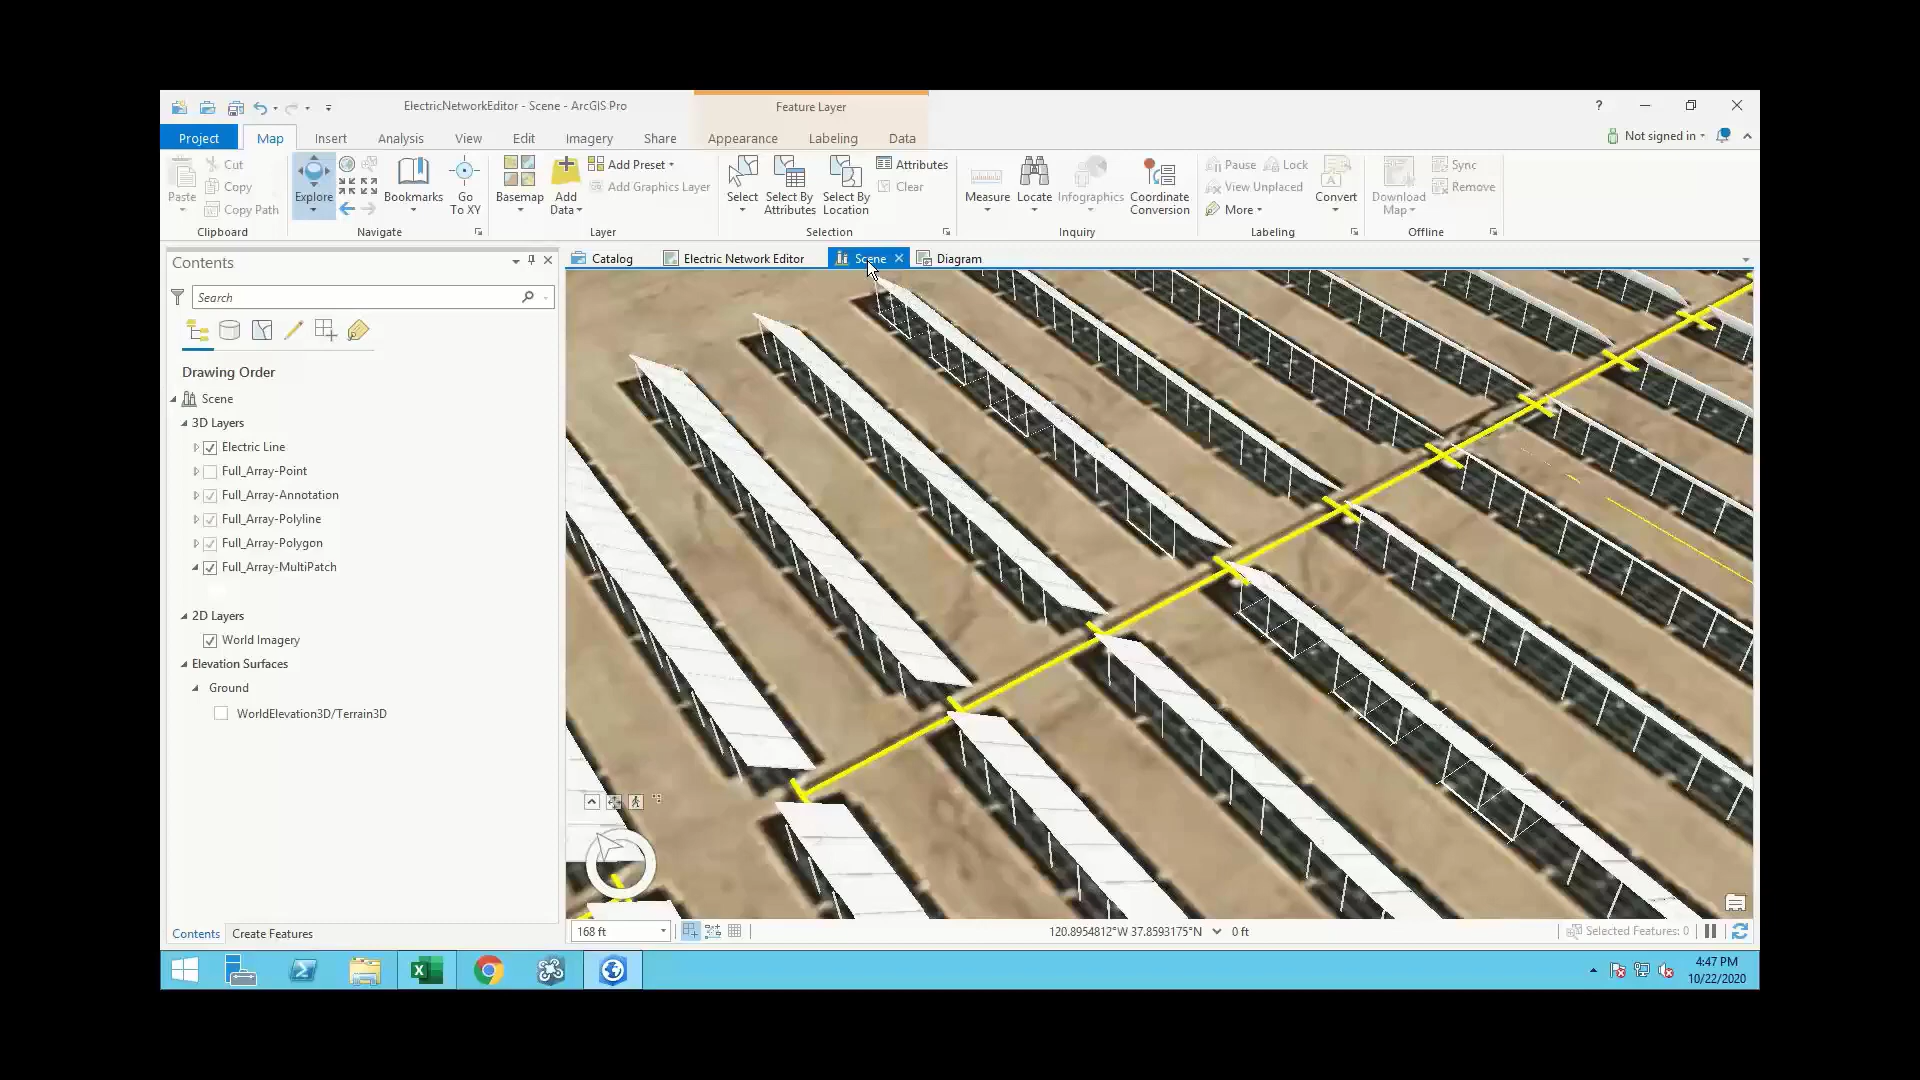 ElectricNetworkEditor - Scene - ArcGIS Pro
Feature Layer
?
Project
Map
Insert
Analysis
View
Edit
Imagery
Share
Appearance
Labeling
Data
Not signed in
Paste
Cut
Copy
Copy Path
Clipboard
Explore
Bookmarks
Go
To XY
Navigate
Basemap
Add
Data
Add Preset
Add Graphics Layer
Layer
Select
Select By
Attributes
Select By
Location
Attributes
Clear
Selection
Measure
Locate
Infographics
Coordinate
Conversion
Inquiry
Pause
Lock
View Unplaced
More
Convert
Labeling
Download
Map
Sync
Remove
Offline
Contents
Search
Drawing Order
Scene
3D Layers
Electric Line
Full_Array-Point
Full_Array-Annotation
Full_Array-Polyline
Full_Array-Polygon
Full_Array-MultiPatch
2D Layers
World Imagery
Elevation Surfaces
Ground
WorldElevation3D/Terrain3D
Contents
Create Features
Catalog
Electric Network Editor
Scene
Diagram
168 ft
120.8954812°W 37.8593175°N
0 ft
Selected Features: 0
4:47 PM
10/22/2020